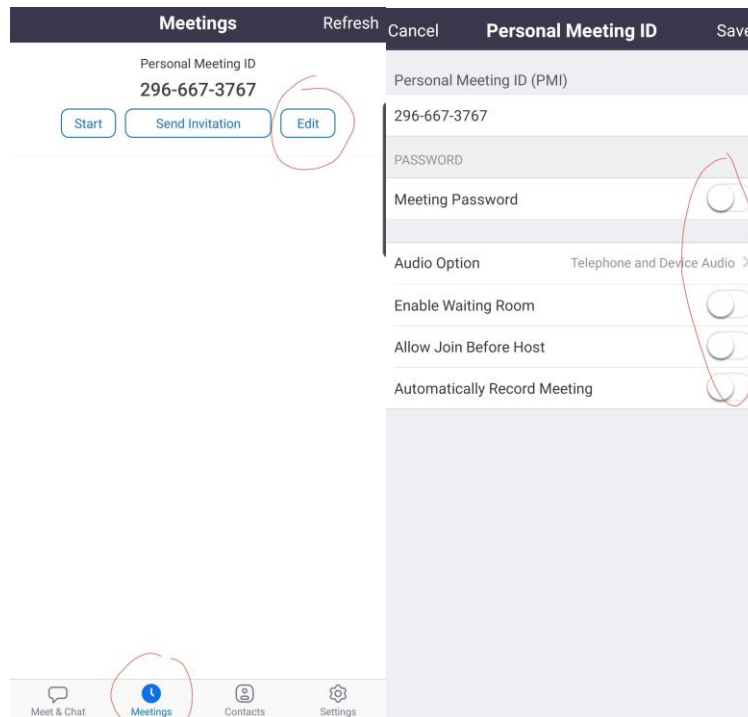 Meetings
Refresh
Personal Meeting ID
296-667-3767
Start
Send Invitation
Edit
Meet & Chat
Meetings
Contacts
Settings
Cancel
Personal Meeting ID
Save
Personal Meeting ID (PMI)
296-667-3767
PASSWORD
Meeting Password
Audio Option
Telephone and Device Audio
Enable Waiting Room
Allow Join Before Host
Automatically Record Meeting